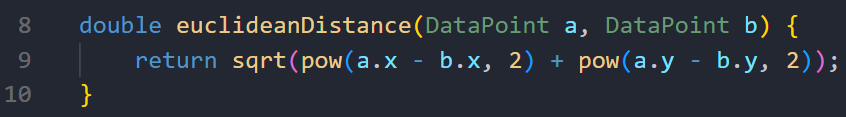 8 double euclideanDistance(DataPoint a, DataPoint b) {
9 return sqrt(pow(a.x - b.x, 2) + pow(a.y - b.y, 2));
10 }